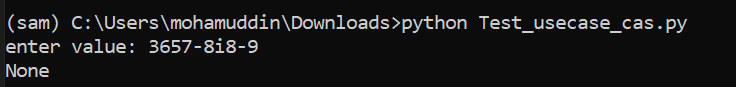 (sam) C:\Users\mohamuddin\Downloads>python Test_usecase_cas.py
enter value: 3657-8i8-9
None